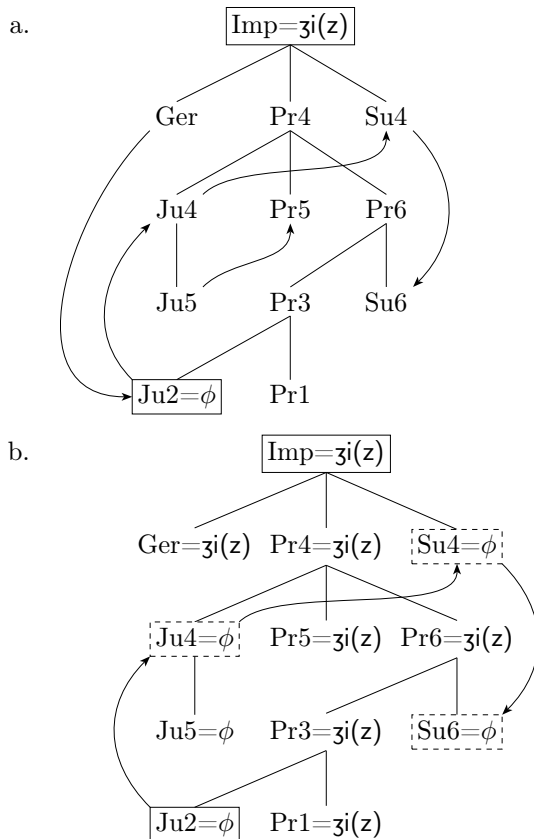 a.
Imp=ʒi(z)
Ger Pr4 Su4
Ju4 Pr5 Pr6
Ju5 Pr3 Su6
Ju2=ϕ Pr1
b.
Imp=ʒi(z)
Ger=ʒi(z) Pr4=ʒi(z) Su4=ϕ
Ju4=ϕ Pr5=ʒi(z) Pr6=ʒi(z)
Ju5=ϕ Pr3=ʒi(z) Su6=ϕ
Ju2=ϕ Pr1=ʒi(z)